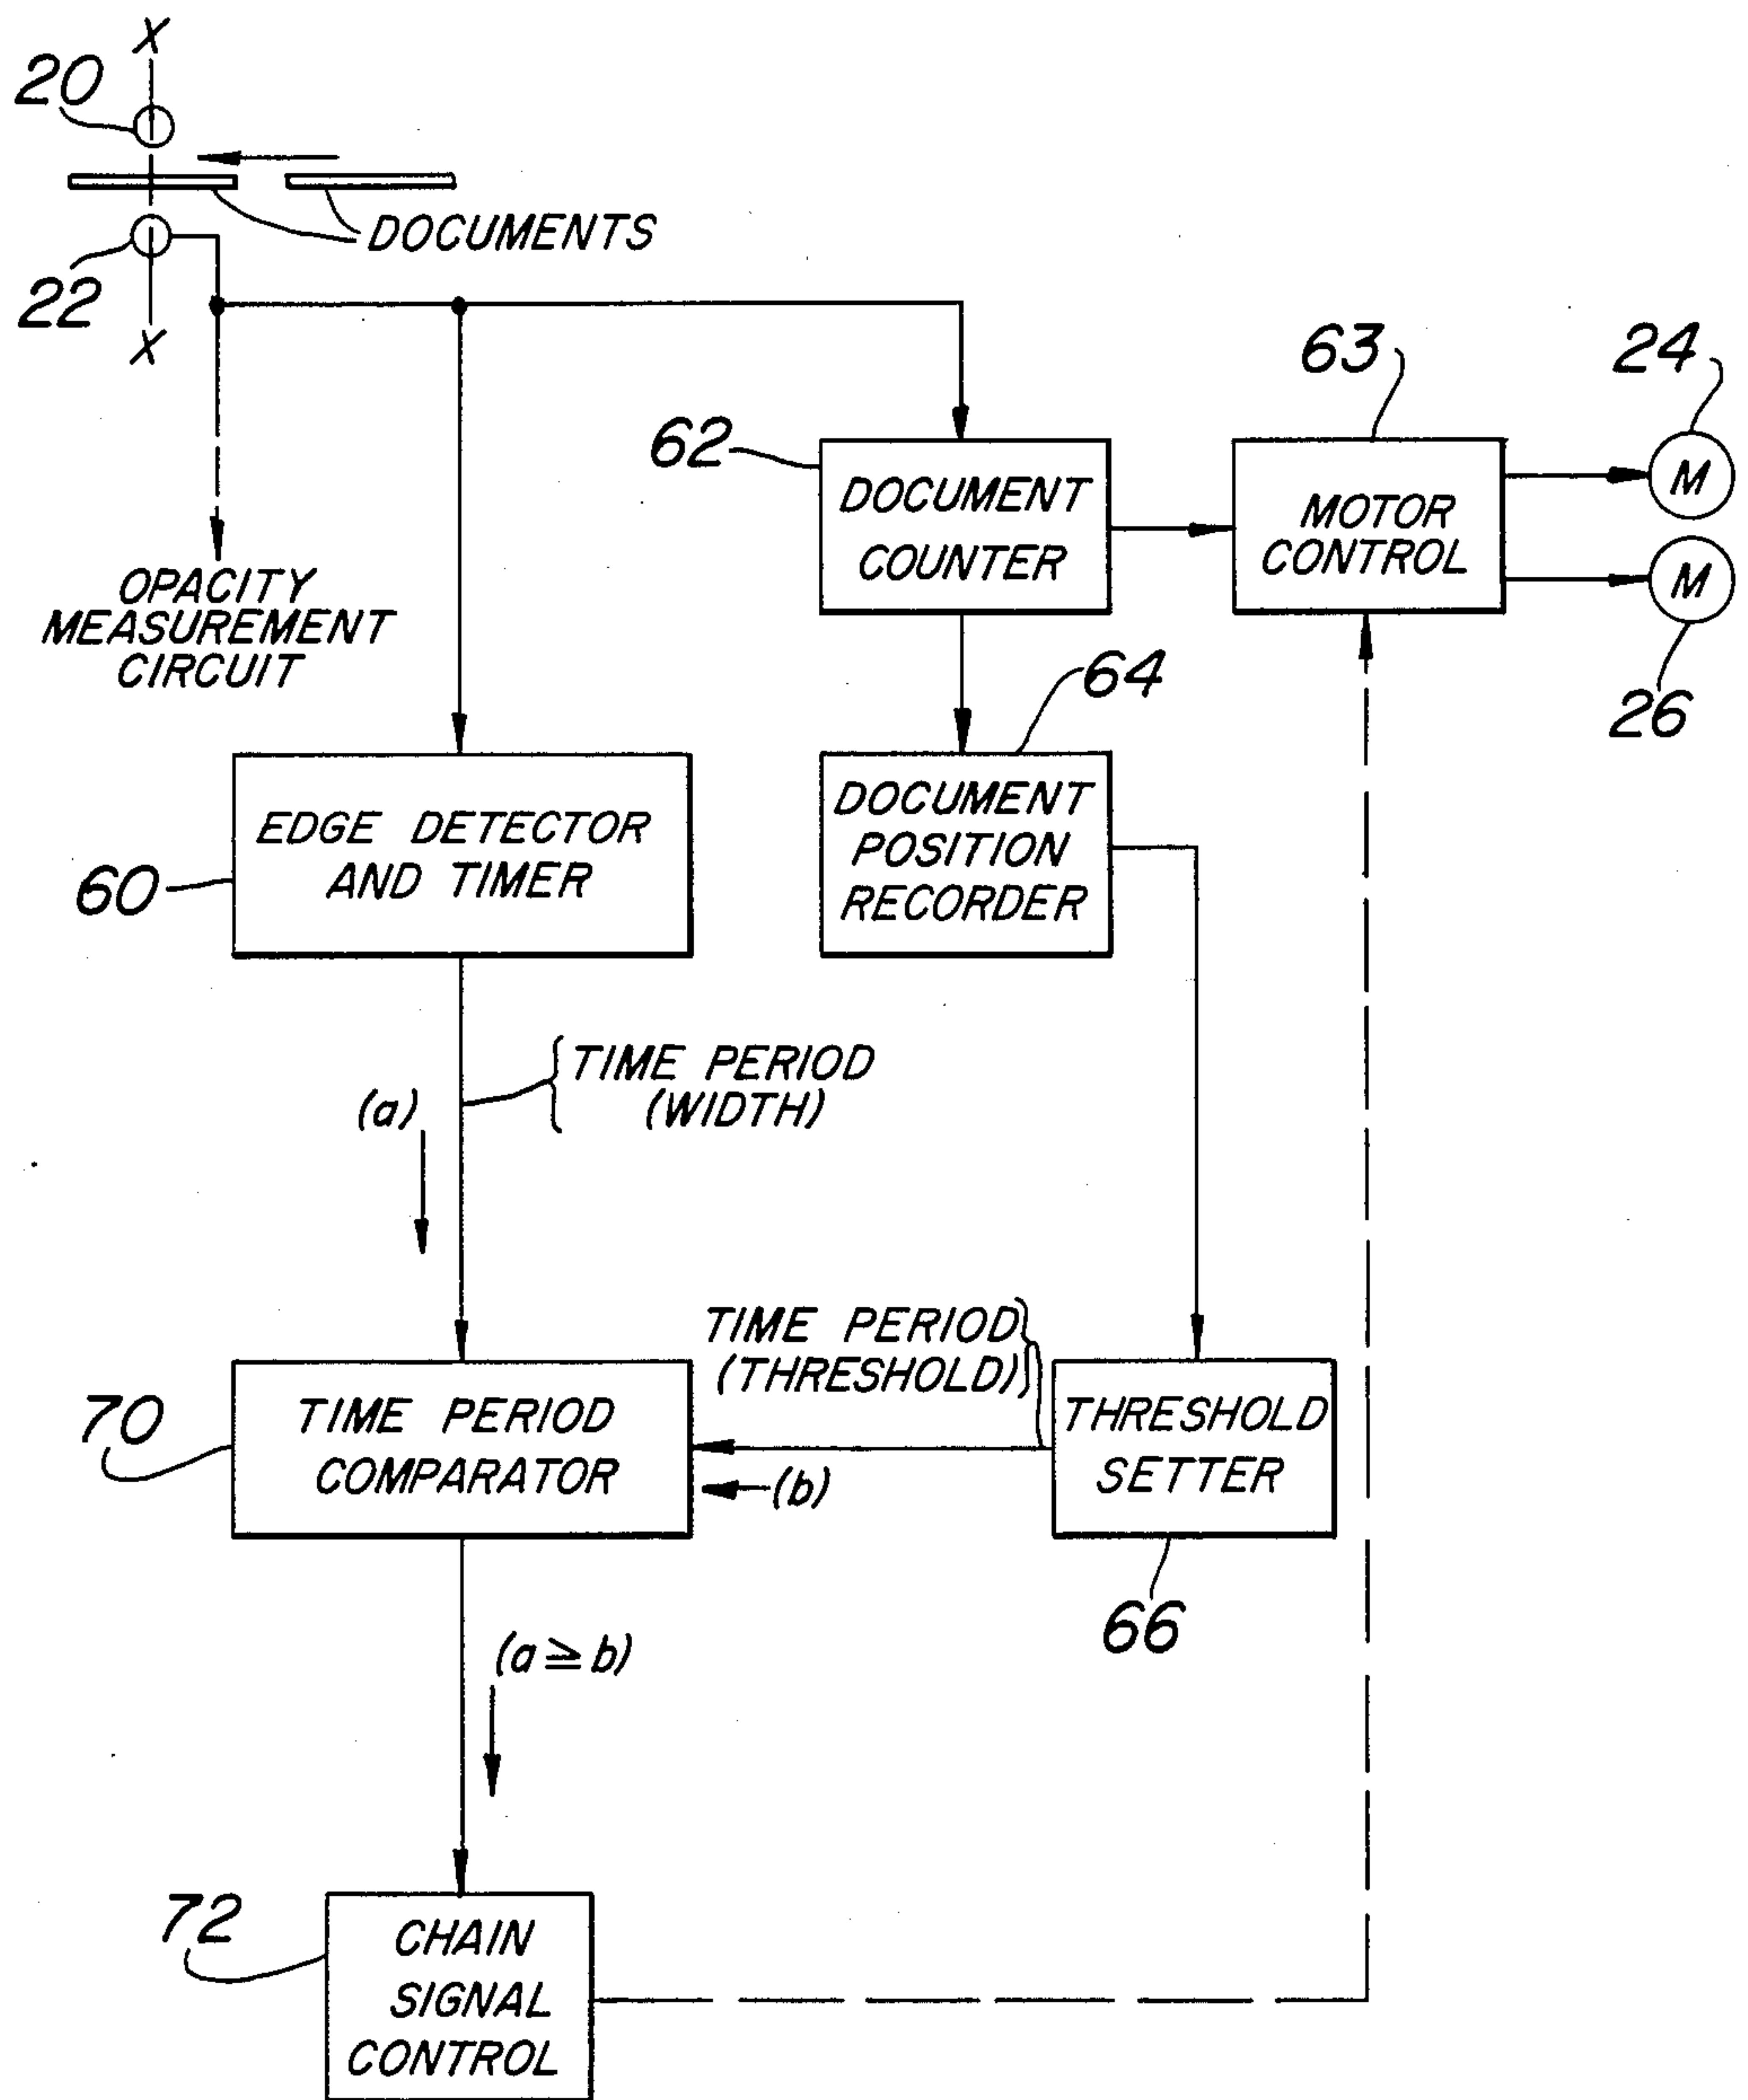 X
20
DOCUMENTS
22
X
63
24
62
DOCUMENT
COUNTER
MOTOR
CONTROL
M
M
OPACITY
MEASUREMENT
CIRCUIT
64
26
EDGE DETECTOR
AND TIMER
60
DOCUMENT
POSITION
RECORDER
TIME PERIOD
(WIDTH)
(a)
TIME PERIOD
(THRESHOLD)
70
TIME PERIOD
COMPARATOR
(b)
THRESHOLD
SETTER
66
(a ≥ b)
72
CHAIN
SIGNAL
CONTROL